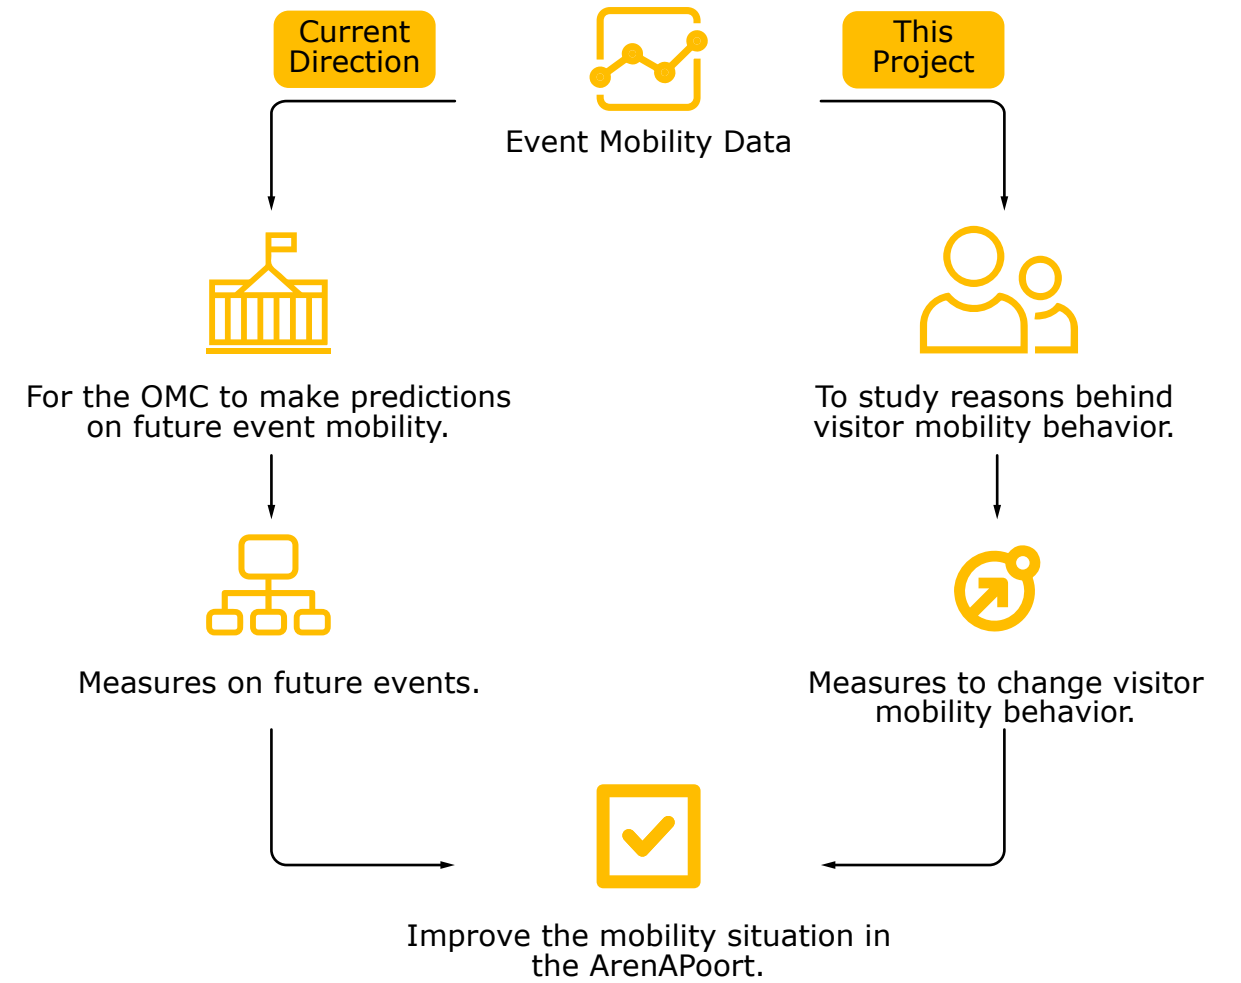 Current
Direction
This
Project
Event Mobility Data
For the OMC to make predictions
on future event mobility.
To study reasons behind
visitor mobility behavior.
Measures on future events.
Measures to change visitor
mobility behavior.
Improve the mobility situation in
the ArenAPoort.